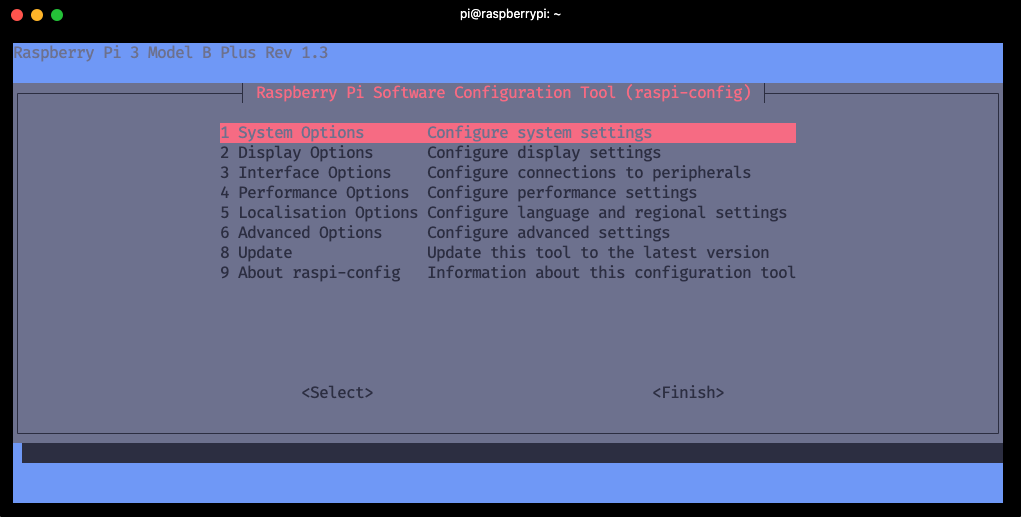 pi@raspberrypi: ~
Raspberry Pi 3 Model B Plus Rev 1.3
Raspberry Pi Software Configuration Tool (raspi-config)
1 System Options       Configure system settings
2 Display Options      Configure display settings
3 Interface Options    Configure connections to peripherals
4 Performance Options  Configure performance settings
5 Localisation Options Configure language and regional settings
6 Advanced Options     Configure advanced settings
8 Update               Update this tool to the latest version
9 About raspi-config   Information about this configuration tool
<Select>                               <Finish>